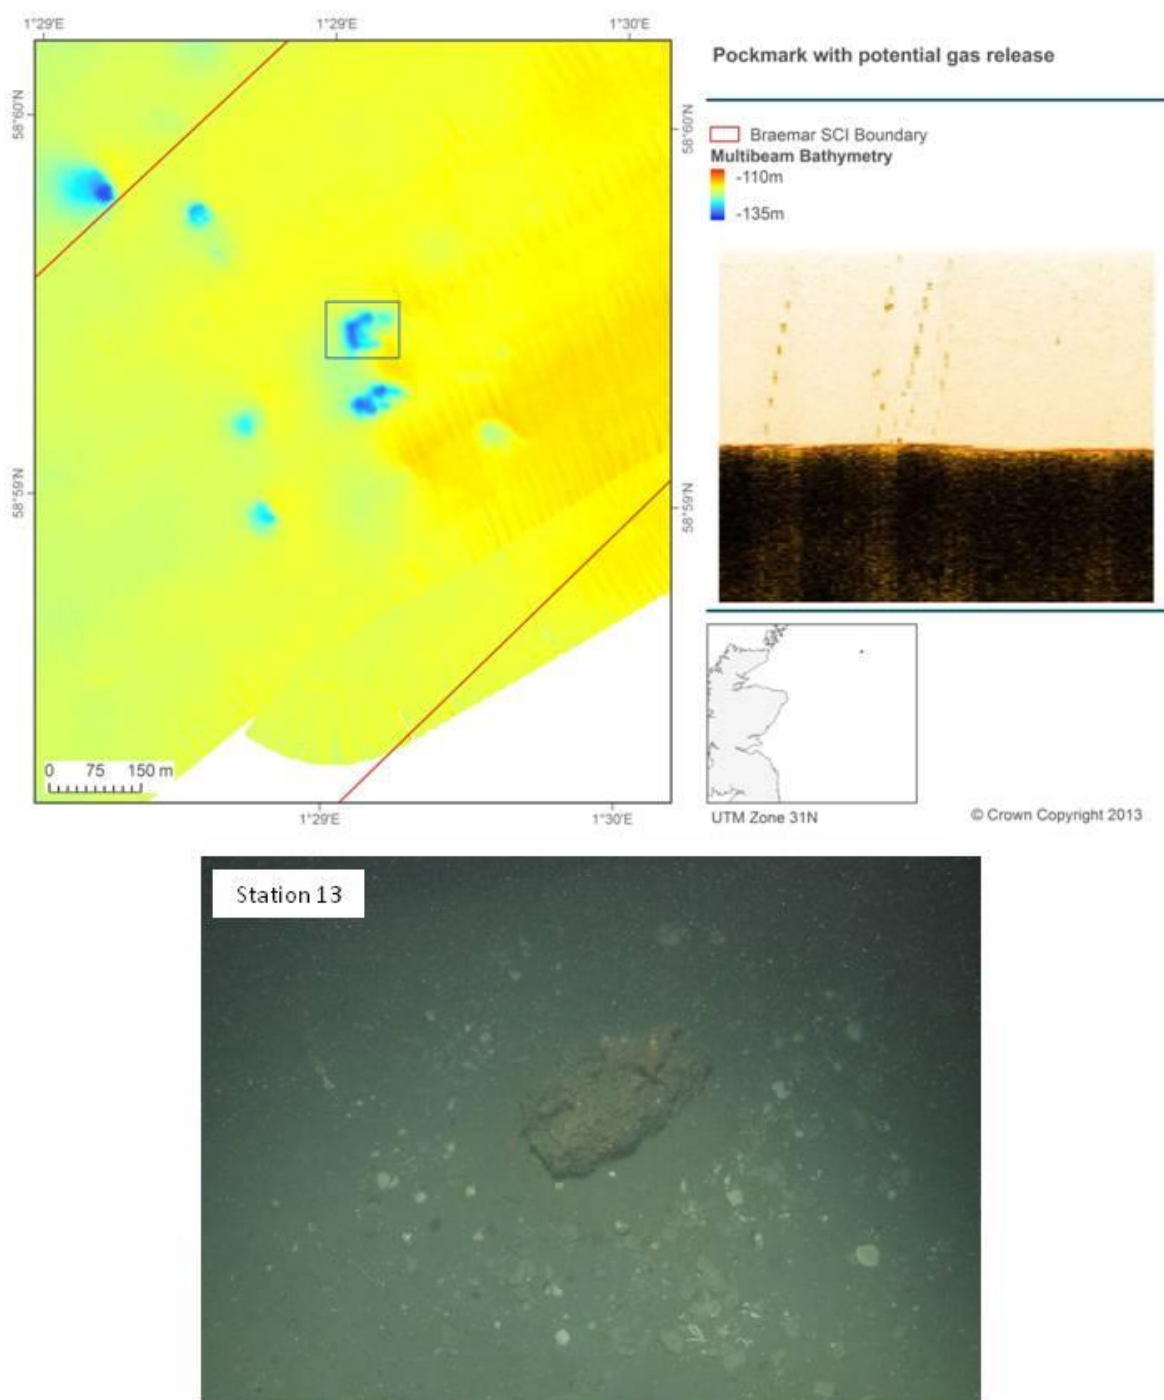 1°29'E
1°29'E
1°30'E
58°60'N
58°60'N
58°59'N
58°59'N
0 75 150 m
1°29'E
1°30'E
Pockmark with potential gas release
Braemar SCI Boundary
Multibeam Bathymetry
-110m
-135m
UTM Zone 31N
© Crown Copyright 2013
Station 13